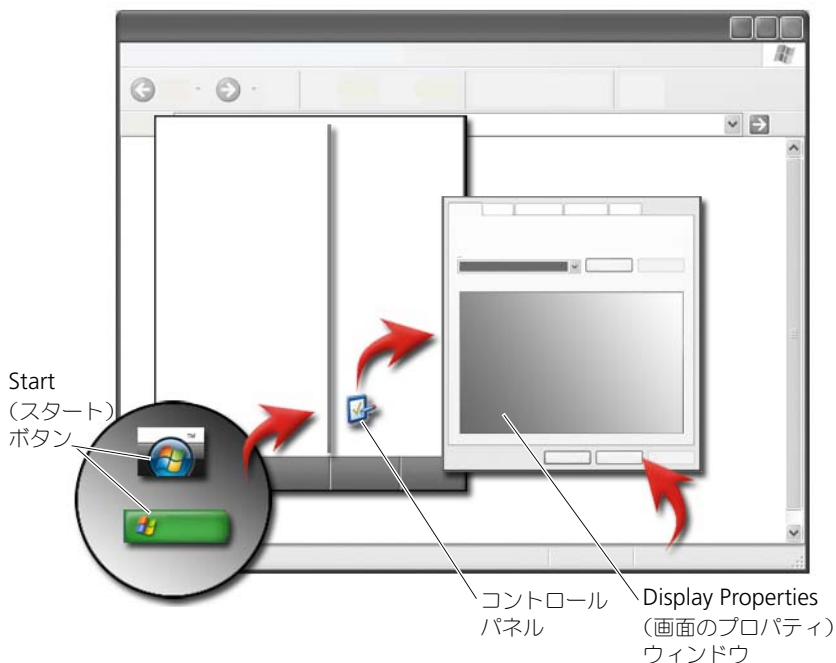 TM
Start
（スタート）
ボタン
コントロール
パネル
Display Properties
（画面のプロパティ）
ウィンドウ